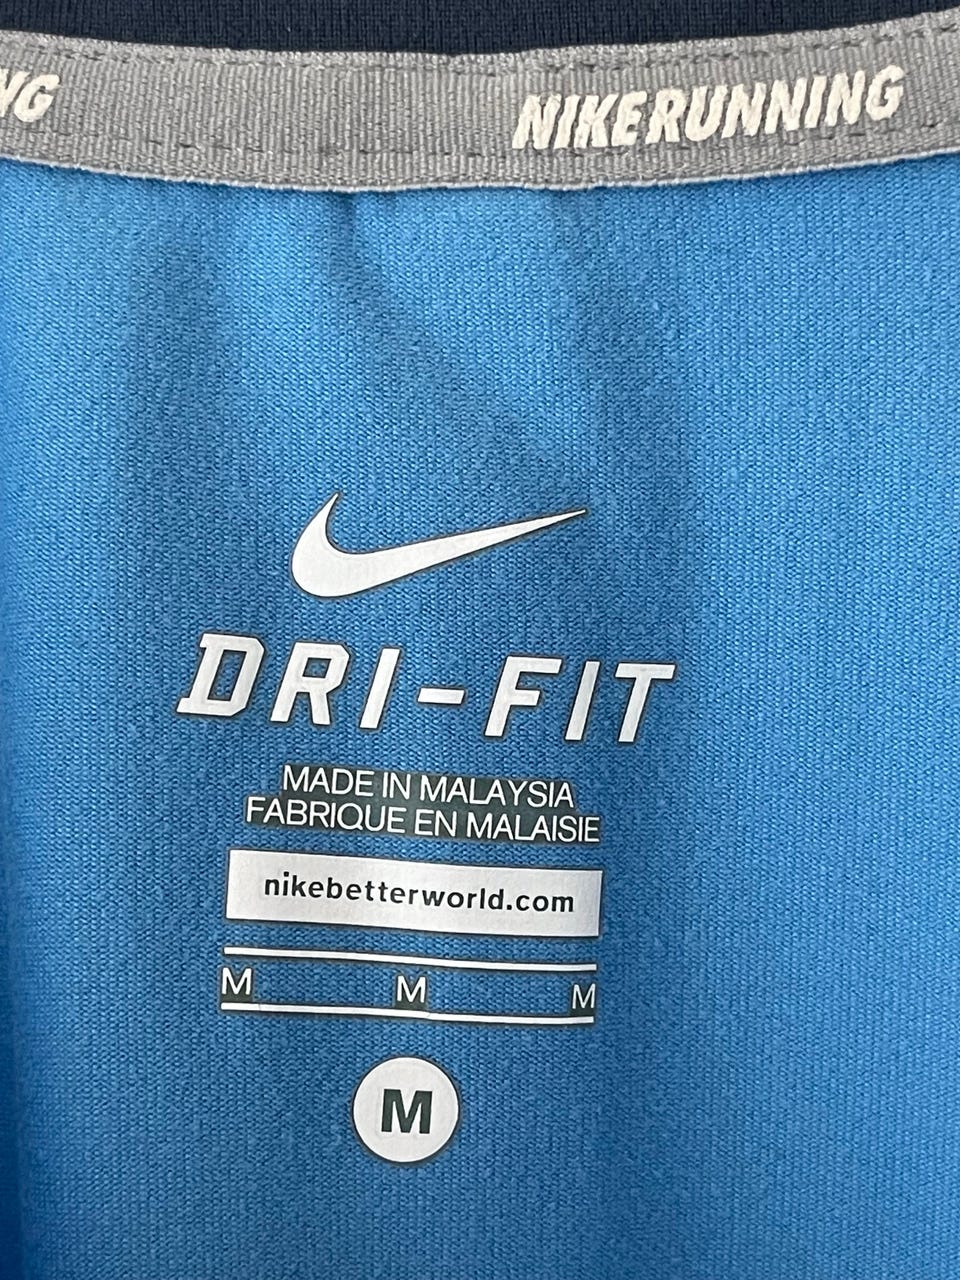 NG
NIKERUNNING
DRI-FIT
MADE IN MALAYSIA
FABRIQUE EN MALAISIE
nikebetterworld.com
M M M
M